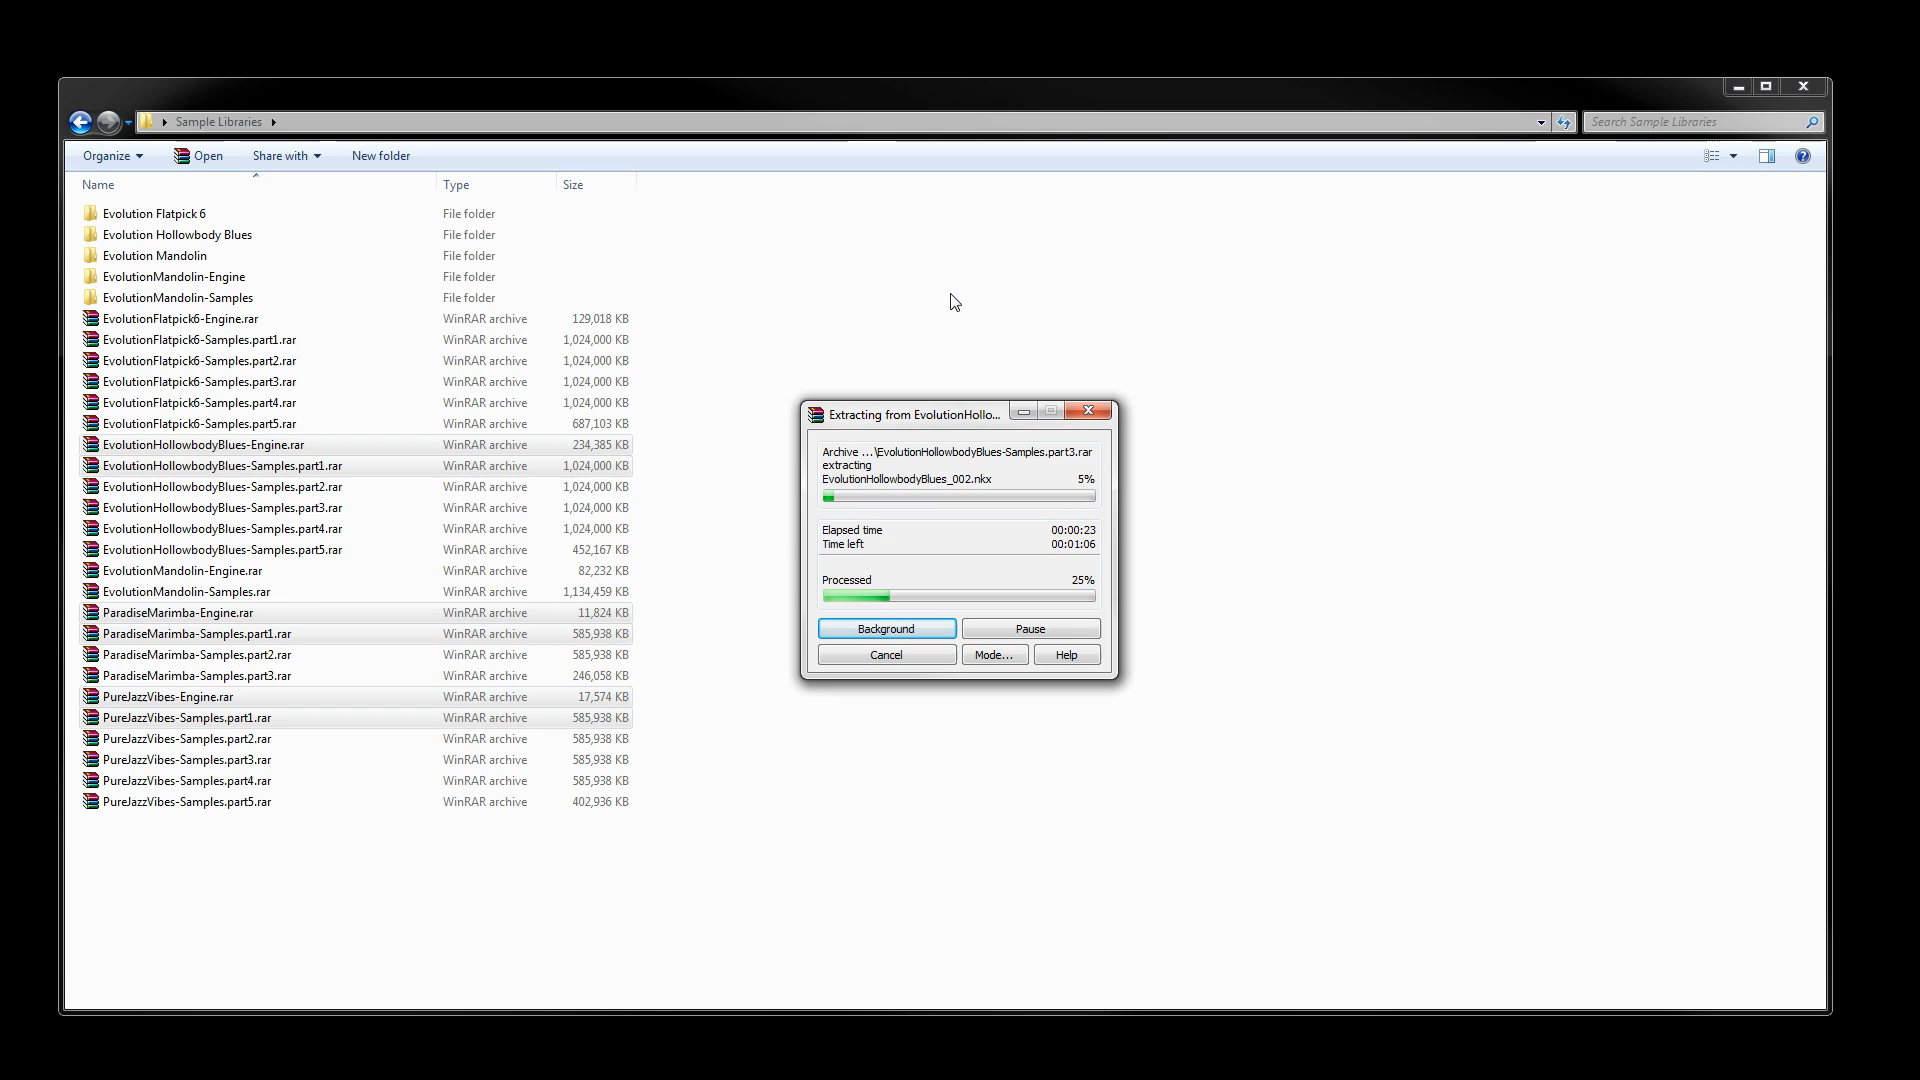 Sample Libraries
Search Sample Libraries
Organize Open Share with New folder
Name Type Size
Evolution Flatpick 6 File folder
Evolution Hollowbody Blues File folder
Evolution Mandolin File folder
EvolutionMandolin-Engine File folder
EvolutionMandolin-Samples File folder
EvolutionFlatpick6-Engine.rar WinRAR archive 129,018 KB
EvolutionFlatpick6-Samples.part1.rar WinRAR archive 1,024,000 KB
EvolutionFlatpick6-Samples.part2.rar WinRAR archive 1,024,000 KB
EvolutionFlatpick6-Samples.part3.rar WinRAR archive 1,024,000 KB
EvolutionFlatpick6-Samples.part4.rar WinRAR archive 1,024,000 KB
EvolutionFlatpick6-Samples.part5.rar WinRAR archive 687,103 KB
EvolutionHollowbodyBlues-Engine.rar WinRAR archive 234,385 KB
EvolutionHollowbodyBlues-Samples.part1.rar WinRAR archive 1,024,000 KB
EvolutionHollowbodyBlues-Samples.part2.rar WinRAR archive 1,024,000 KB
EvolutionHollowbodyBlues-Samples.part3.rar WinRAR archive 1,024,000 KB
EvolutionHollowbodyBlues-Samples.part4.rar WinRAR archive 1,024,000 KB
EvolutionHollowbodyBlues-Samples.part5.rar WinRAR archive 452,167 KB
EvolutionMandolin-Engine.rar WinRAR archive 82,232 KB
EvolutionMandolin-Samples.rar WinRAR archive 1,134,459 KB
ParadiseMarimba-Engine.rar WinRAR archive 11,824 KB
ParadiseMarimba-Samples.part1.rar WinRAR archive 585,938 KB
ParadiseMarimba-Samples.part2.rar WinRAR archive 585,938 KB
ParadiseMarimba-Samples.part3.rar WinRAR archive 246,058 KB
PureJazzVibes-Engine.rar WinRAR archive 17,574 KB
PureJazzVibes-Samples.part1.rar WinRAR archive 585,938 KB
PureJazzVibes-Samples.part2.rar WinRAR archive 585,938 KB
PureJazzVibes-Samples.part3.rar WinRAR archive 585,938 KB
PureJazzVibes-Samples.part4.rar WinRAR archive 585,938 KB
PureJazzVibes-Samples.part5.rar WinRAR archive 402,936 KB
Extracting from EvolutionHollo...
Archive ...\EvolutionHollowbodyBlues-Samples.part3.rar
extracting
EvolutionHollowbodyBlues_002.nkx 5%
Elapsed time 00:00:23
Time left 00:01:06
Processed 25%
Background Pause
Cancel Mode... Help